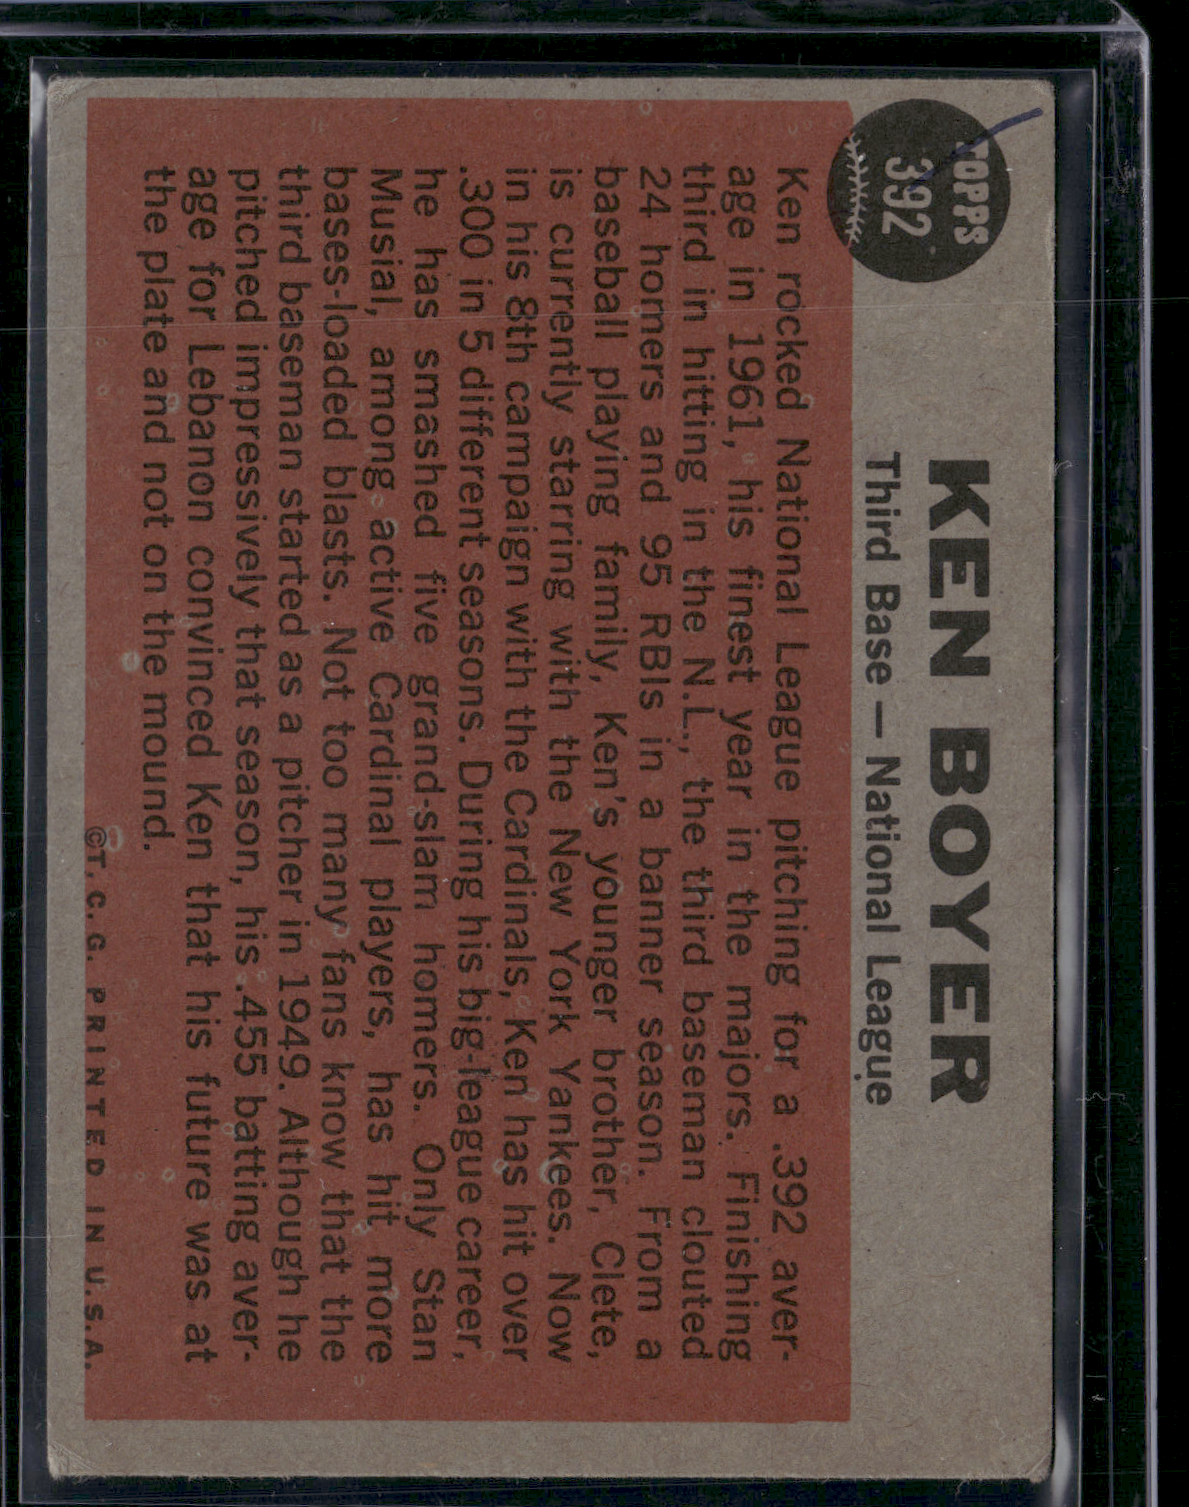 TOPPS
392
KEN BOYER
Third Base — National League
Ken rocked National League pitching for a .392 aver-
age in 1961, his finest year in the majors. Finishing
third in hitting in the N.L., the third baseman clouted
24 homers and 95 RBIs in a banner season. From a
baseball playing family, Ken's younger brother, Clete,
is currently starring with the New York Yankees. Now
in his 8th campaign with the Cardinals, Ken has hit over
.300 in 5 different seasons. During his big-league career,
he has smashed five grand-slam homers. Only Stan
Musial, among active Cardinal players, has hit more
bases-loaded blasts. Not too many fans know that the
third baseman started as a pitcher in 1949. Although he
pitched impressively that season, his .455 batting aver-
age for Lebanon convinced Ken that his future was at
the plate and not on the mound.
©T. C. G. PRINTED IN U.S.A.